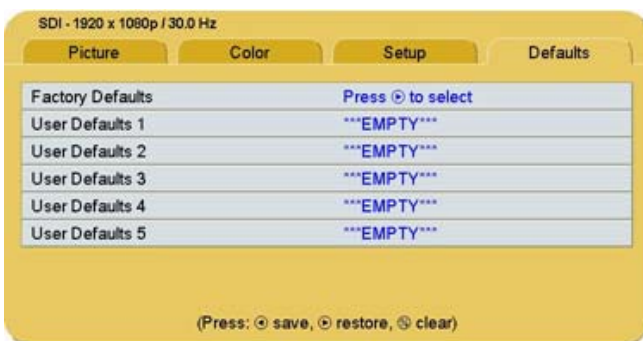 SDI - 1920 x 1080p / 30.0 Hz
Picture Color Setup Defaults
Factory Defaults Press ⊙ to select
User Defaults 1 ***EMPTY***
User Defaults 2 ***EMPTY***
User Defaults 3 ***EMPTY***
User Defaults 4 ***EMPTY***
User Defaults 5 ***EMPTY***
(Press: ⊙ save, ⊙ restore, ⊗ clear)